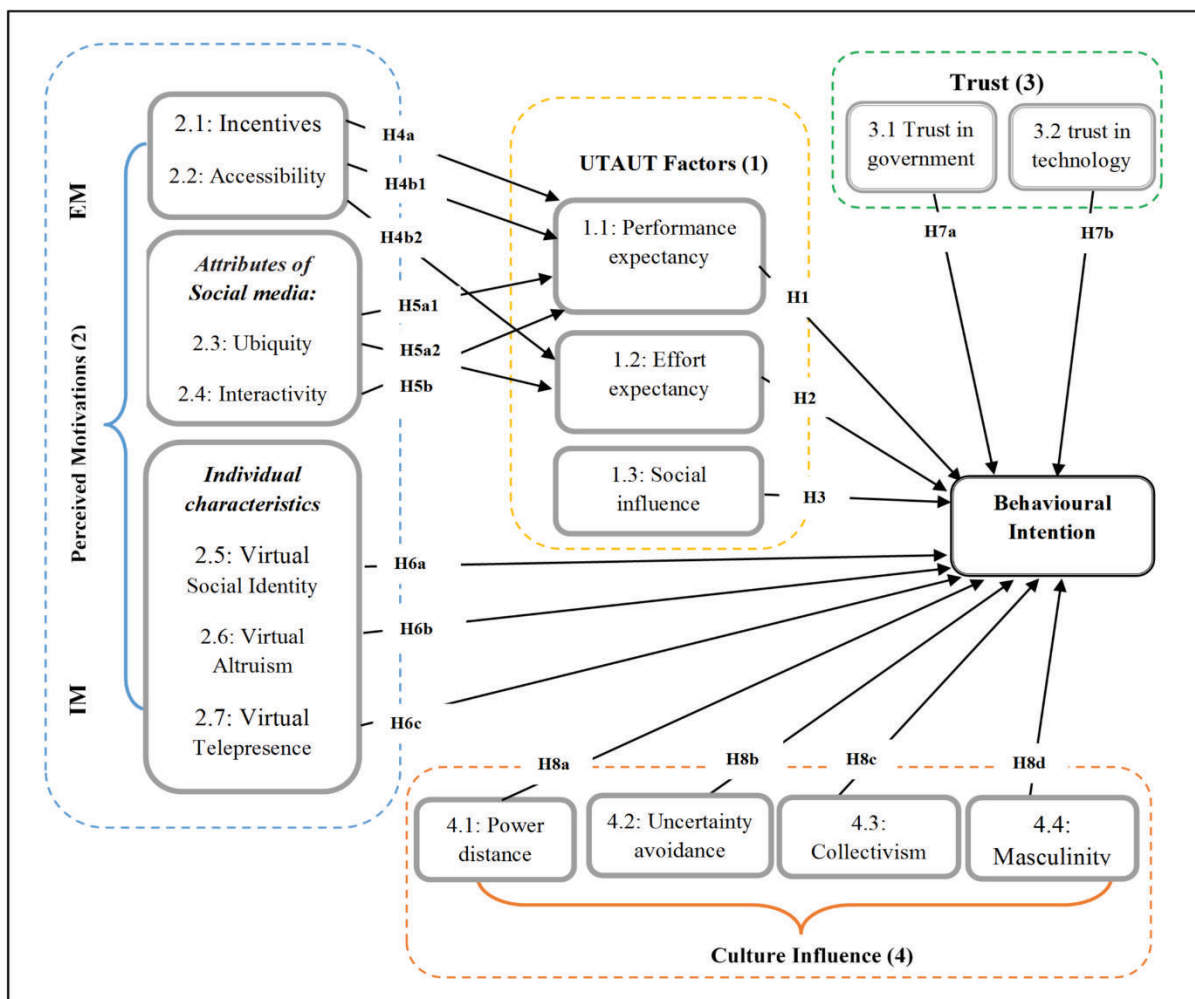 EM
Perceived Motivations (2)
IM
2.1: Incentives
2.2: Accessibility
Attributes of
Social media:
2.3: Ubiquity
2.4: Interactivity
Individual
characteristics
2.5: Virtual
Social Identity
2.6: Virtual
Altruism
2.7: Virtual
Telepresence
H4a
H4b1
H4b2
H5a1
H5a2
H5b
H6a
H6b
H6c
UTAUT Factors (1)
1.1: Performance
expectancy
1.2: Effort
expectancy
1.3: Social
influence
H1
H2
H3
Trust (3)
3.1 Trust in
government
3.2 trust in
technology
H7a
H7b
Behavioural
Intention
H8a
H8b
H8c
H8d
4.1: Power
distance
4.2: Uncertainty
avoidance
4.3:
Collectivism
4.4:
Masculinity
Culture Influence (4)